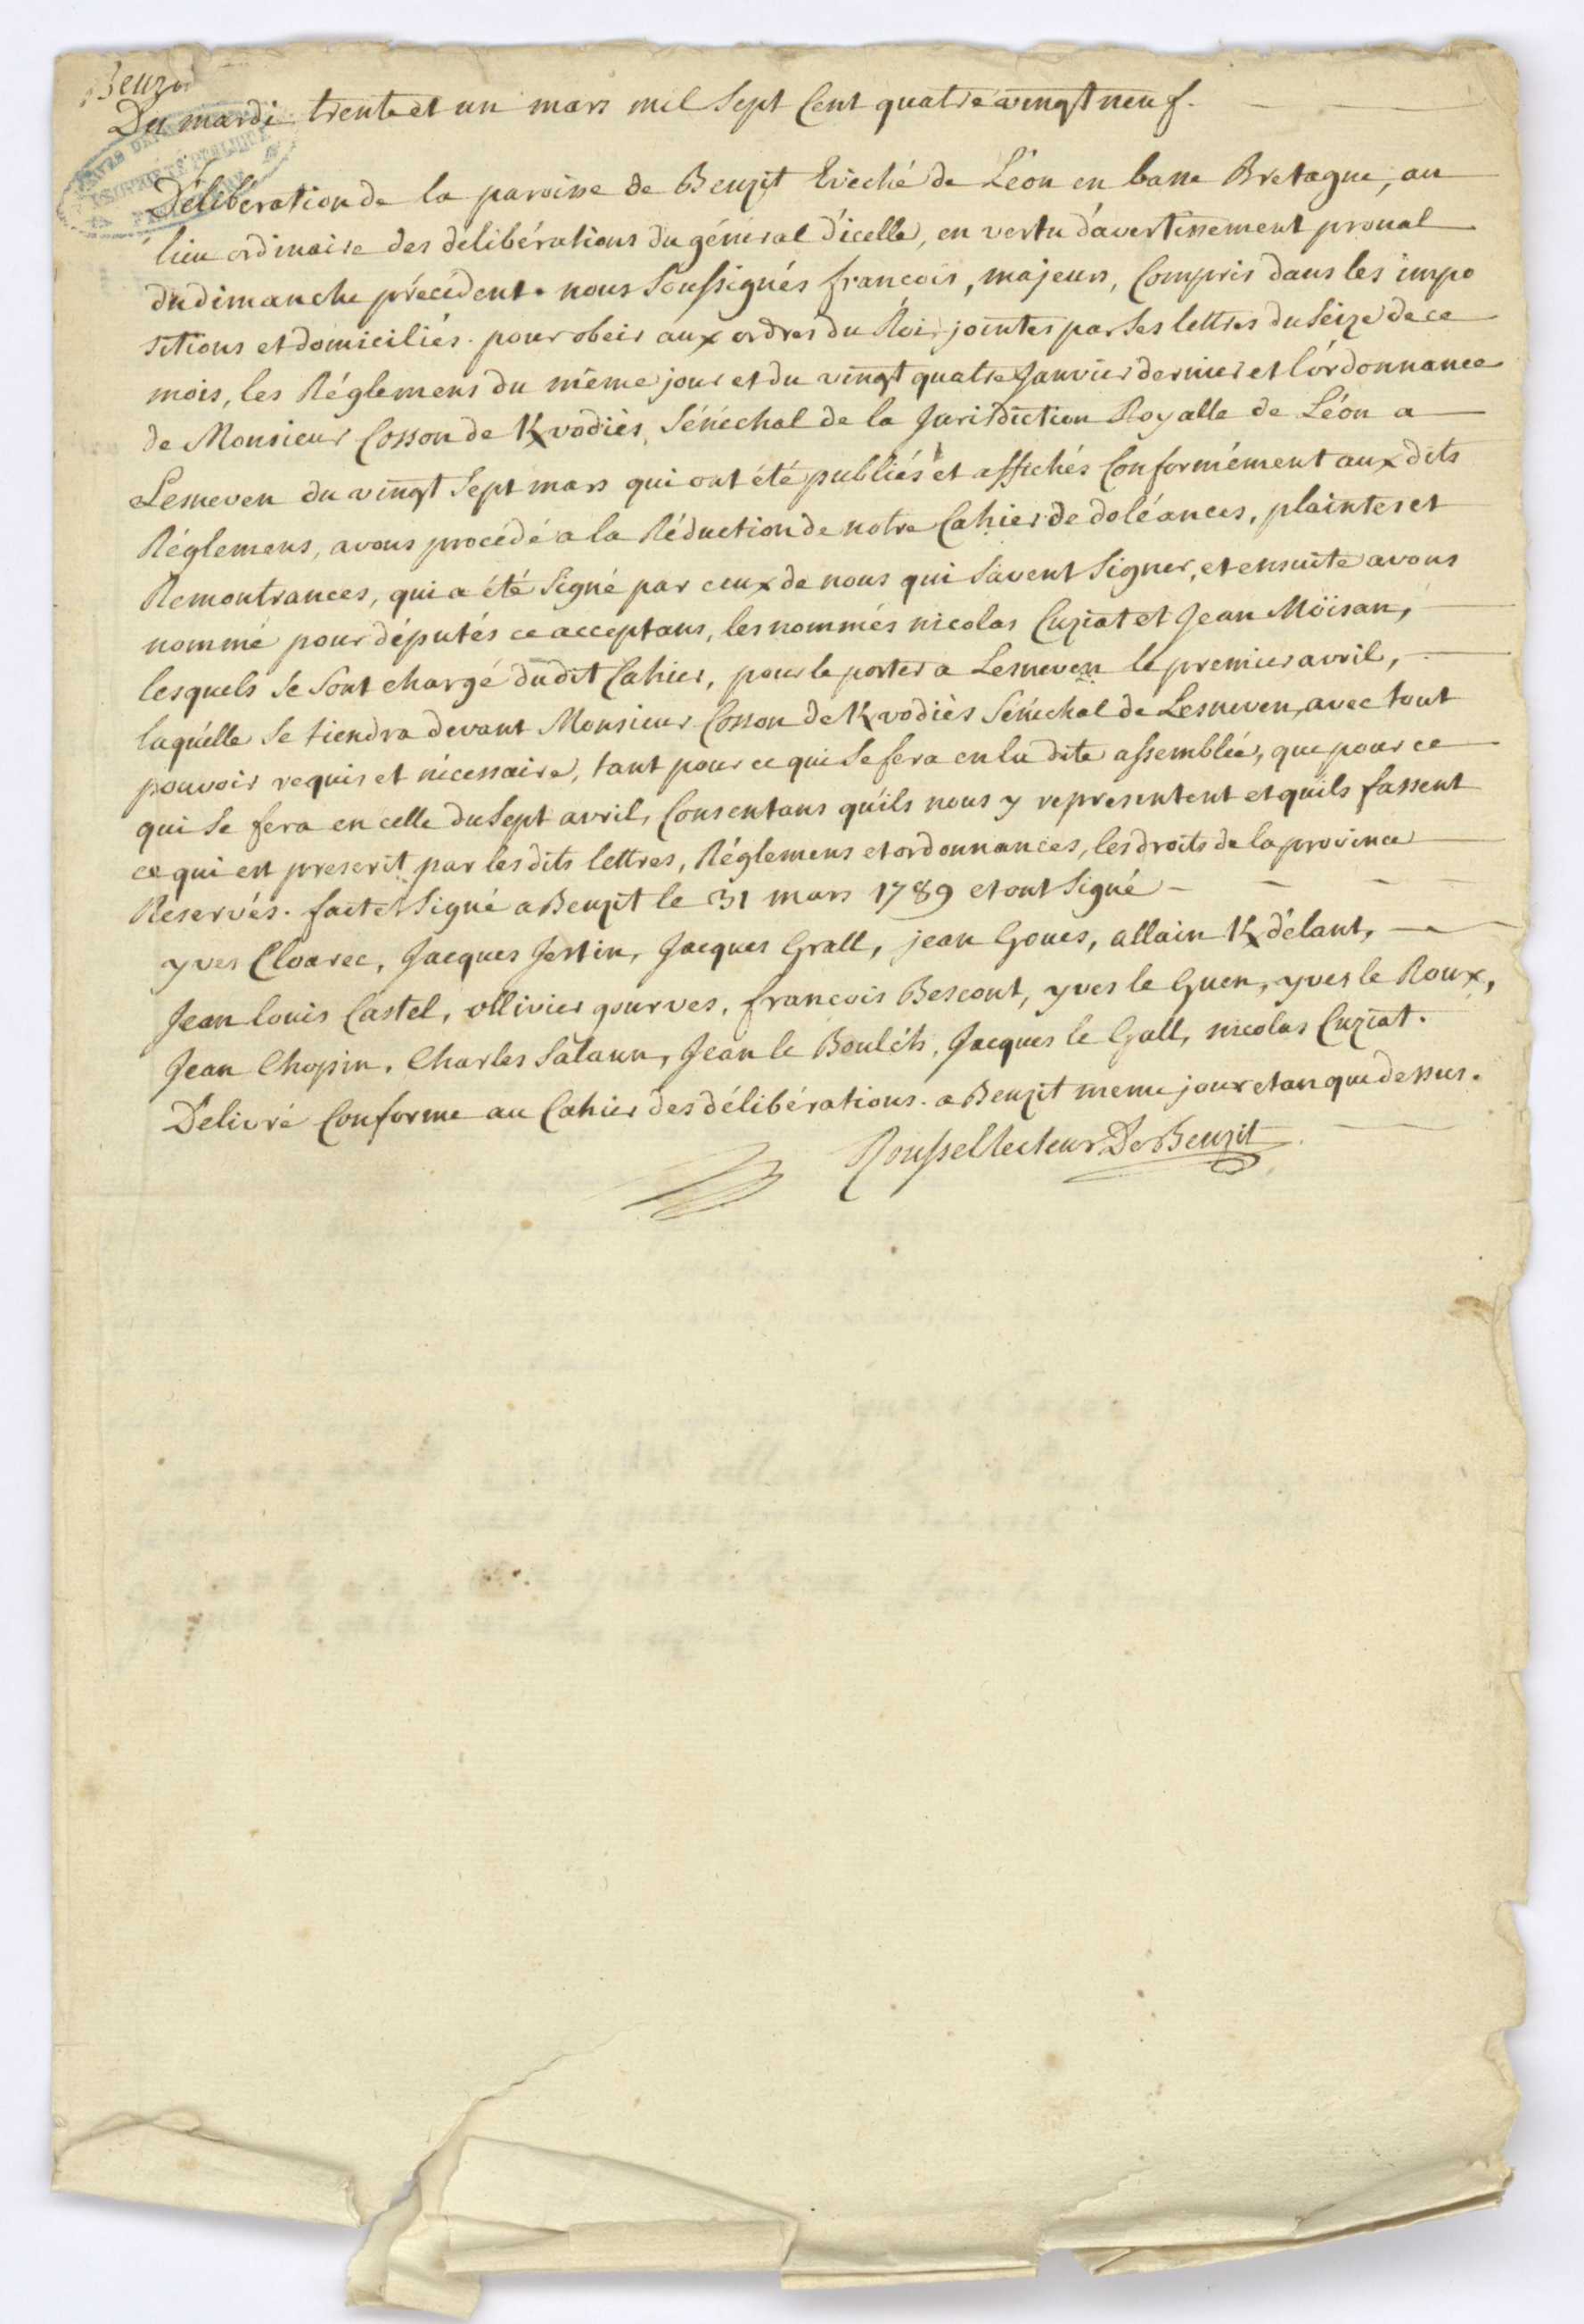 Beuzit
Du mardi trente et un mars mil sept cent quatre vingt neuf.
Délibération de la paroisse de Beuzit Evêché de Léon en basse Bretagne, au
lieu ordinaire des délibérations du général d'icelle, en vertu d'avertissement pronal
du dimanche précédent. nous soussignés francois, majeurs, compris dans les impo
sitions et domiciliés. pour obeir aux ordres du Roi jointes par ses lettres du seize de ce
mois, les Réglemens du même jour et du vingt quatre Janvier dernier et l'ordonnance
de Monsieur Cosson de Kvodiès, Sénéchal de la Jurisdiction Royalle de Léon a
Lesneven du vingt sept mars qui ont été publiés et affichés conformément aux dits
Réglemens, avons procédé a la Réduction de notre Cahier de doléances, plaintes et
Remontrances, qui a été signé par ceux de nous qui savent signer, et ensuite avons
nommé pour députés ce acceptans, les nommés nicolas Cuziat et Jean Moïsan,
lesquels se sont chargé dudit Cahier, pour le porter a Lesneven le premier avril,
laquelle se tiendra devant Monsieur Cosson de Kvodiès Sénéchal de Lesneven, avec tout
pouvoir requis et nécessaire, tant pour ce qui se fera en la dite assemblée, que pour ce
qui se fera en celle du sept avril, consentans qu'ils nous y representent et quils fassent
ce qui est prescrit par les dits lettres, Réglemens et ordonnances, les droits de la province
Reservés. fait et signé a Beuzit le 31 mars 1789 et ont signé
yves Cloarec, Jacques Jestin, Jacques Grall, jean Goues, allain Kdélant,
Jean louis Castel, ollivier gourves, francois Bescont, yves le Guen, yves le Roux,
Jean Chopin, Charles Salaun, Jean le Bouléh, Jacques le Gall, nicolas Cuziat.
Délivré conforme au Cahier des délibérations. a Beuzit meme jour et an que dessus.
Roussel recteur De Beuzit